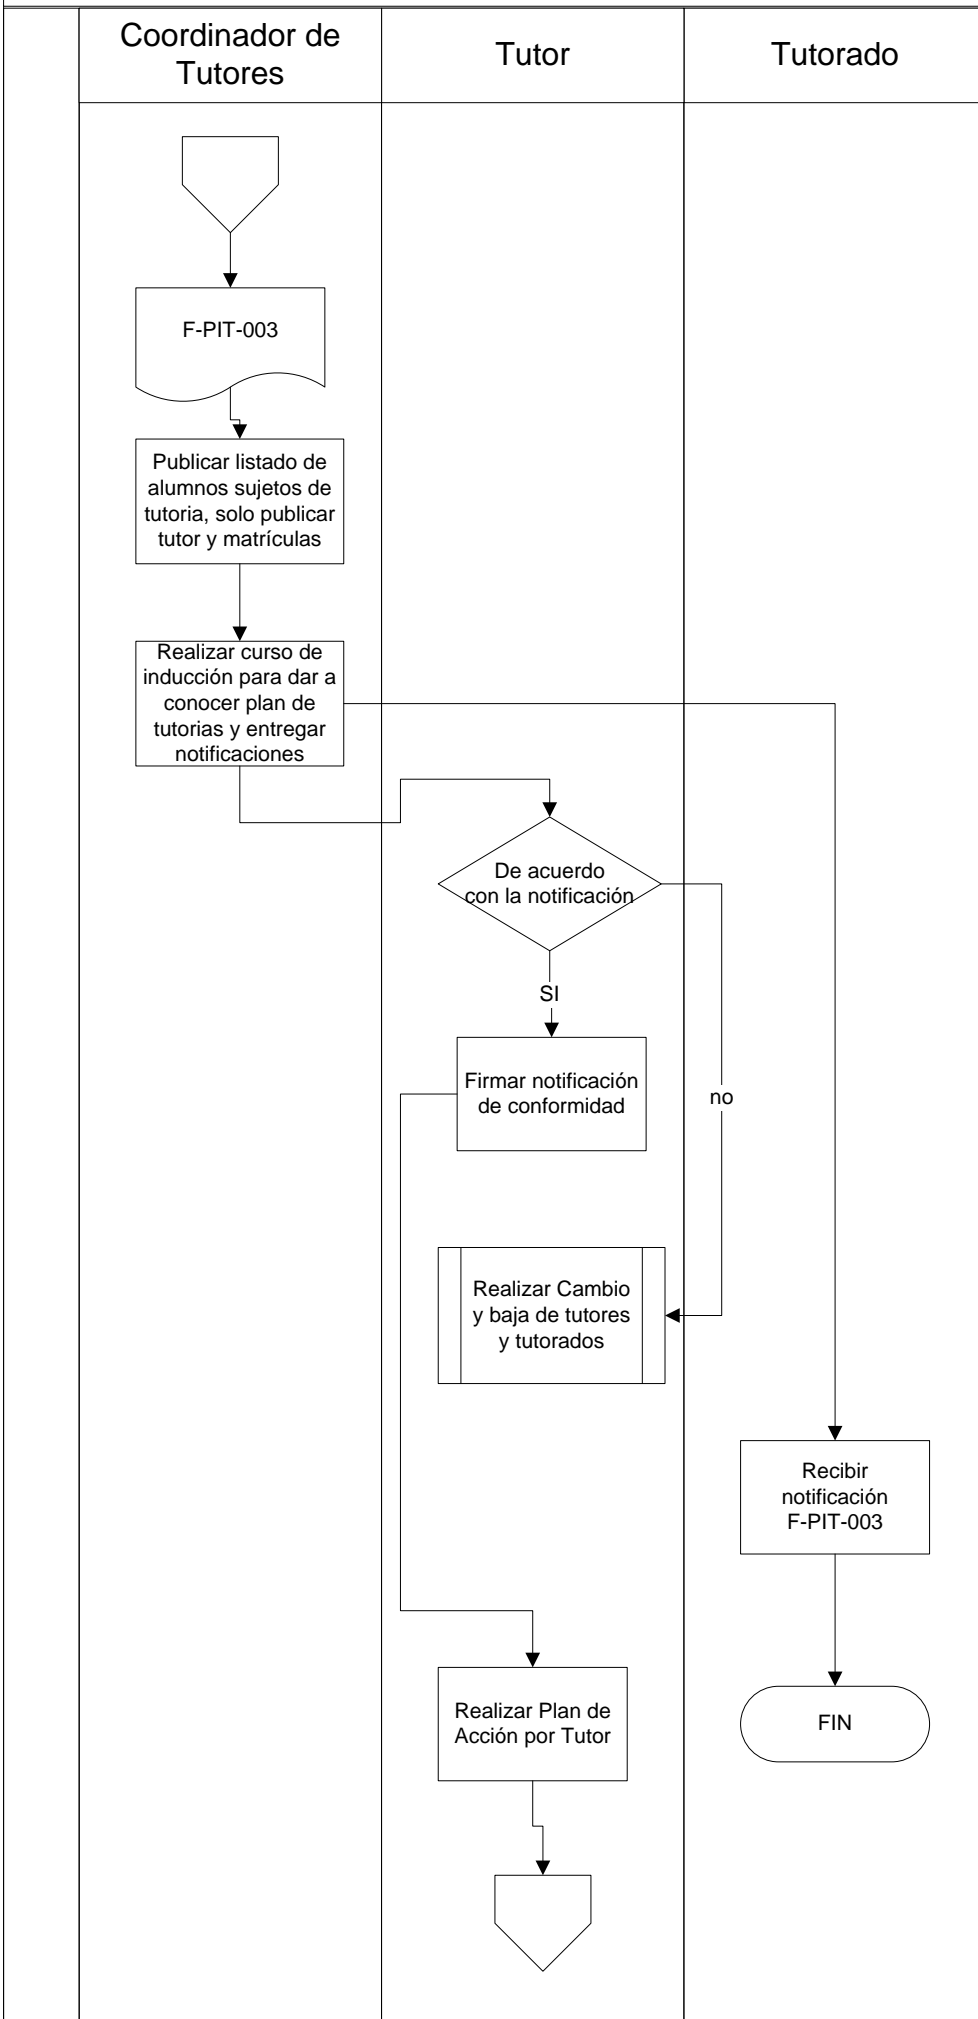 Coordinador de
Tutores
Tutor
Tutorado
F-PIT-003
Publicar listado de
alumnos sujetos de
tutoria, solo publicar
tutor y matrículas
Realizar curso de
inducción para dar a
conocer plan de
tutorias y entregar
notificaciones
De acuerdo
con la notificación
SI
Firmar notificación
de conformidad
no
Realizar Cambio
y baja de tutores
y tutorados
Recibir
notificación
F-PIT-003
Realizar Plan de
Acción por Tutor
FIN